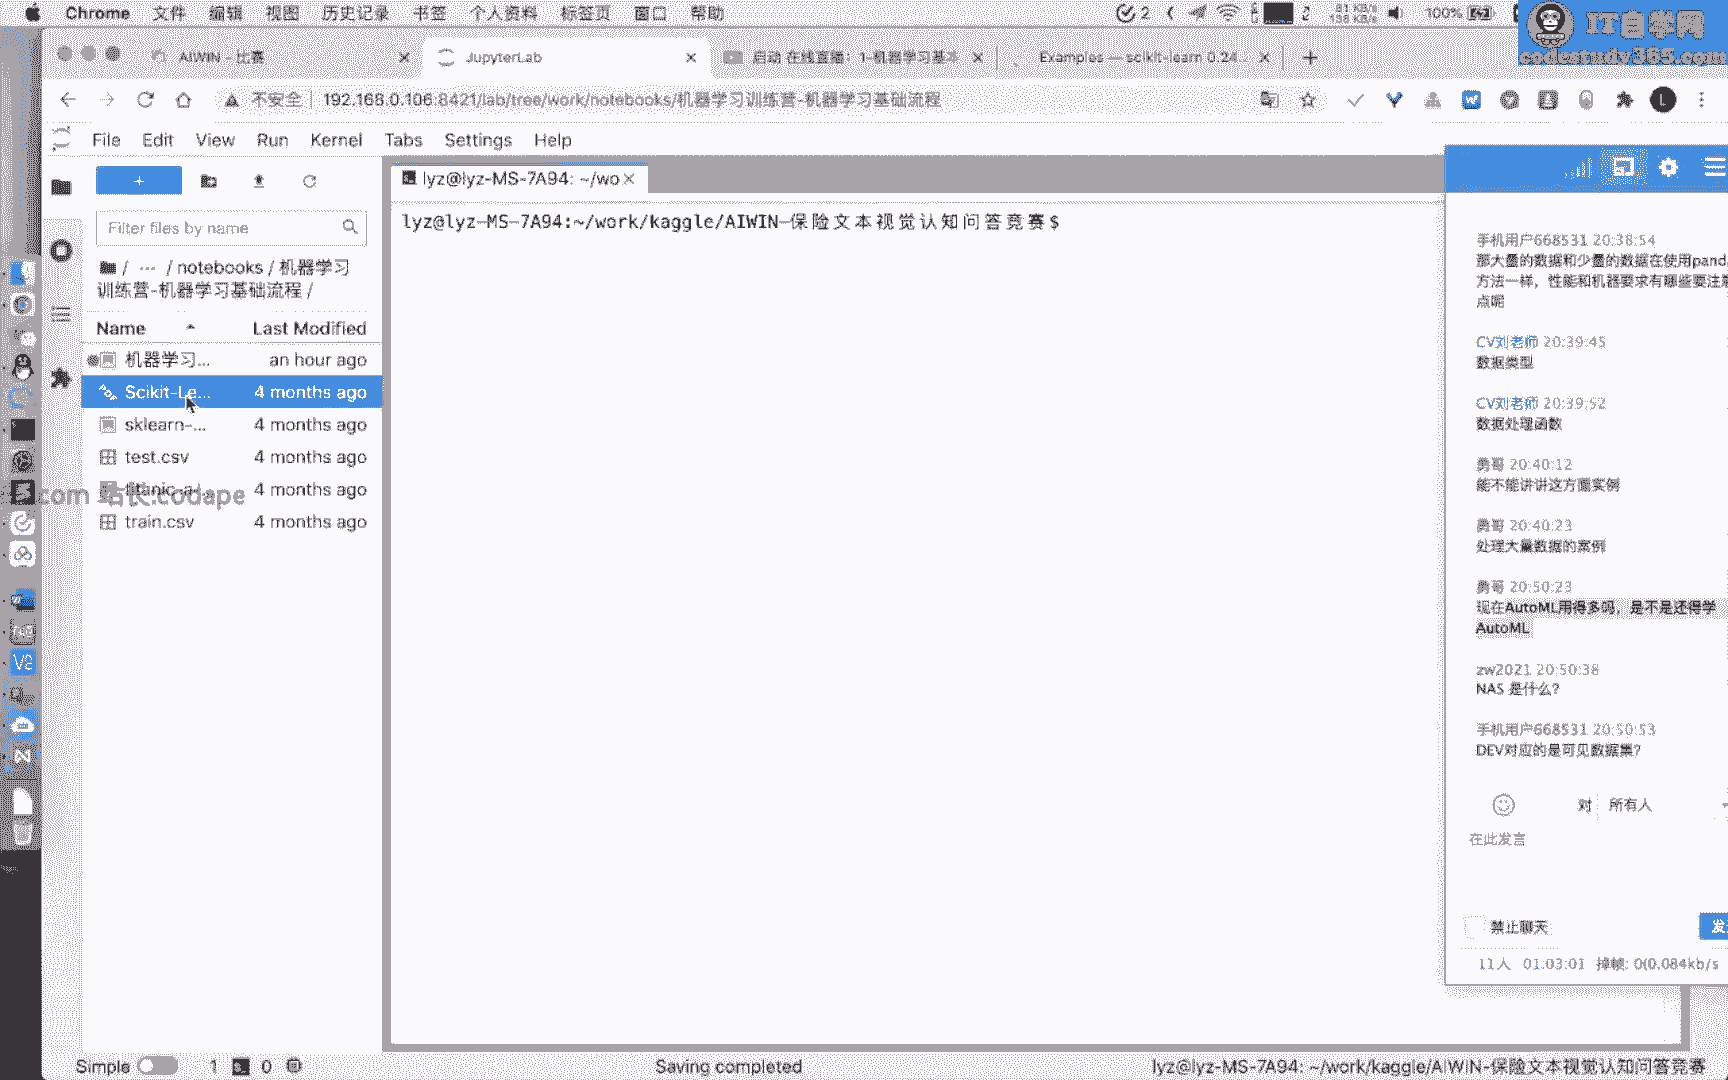 Chrome 文件 编辑 视图 历史记录 书签 个人资料 标签页 窗口 帮助
2
81 KB/s
138 KB/s
100%
IT自学网
codestudy365.com
AIWIN - 比赛
JupyterLab
启动 在线直播：1-机器学习基本
Examples — scikit-learn 0.24...
不安全
192.168.0.106:8421/lab/tree/work/notebooks/机器学习训练营-机器学习基础流程
L
File Edit View Run Kernel Tabs Settings Help
lyz@lyz-MS-7A94: ~/wo
Filter files by name
lyz@lyz-MS-7A94:~/work/kaggle/AIWIN-保险文本视觉认知问答竞赛$
/ ··· / notebooks / 机器学习
训练营-机器学习基础流程 /
Name Last Modified
机器学习... an hour ago
Scikit-Le... 4 months ago
sklearn-... 4 months ago
test.csv 4 months ago
titanic-a... 4 months ago
train.csv 4 months ago
com 站长:codape
手机用户668531 20:38:54
那大量的数据和少量的数据在使用pand
方法一样，性能和机器要求有哪些要注意
点呢
CV刘老师 20:39:45
数据类型
CV刘老师 20:39:52
数据处理函数
勇哥 20:40:12
能不能讲讲这方面实例
勇哥 20:40:23
处理大量数据的案例
勇哥 20:50:23
现在AutoML用得多吗，是不是还得学
AutoML
zw2021 20:50:38
NAS 是什么？
手机用户668531 20:50:53
DEV对应的是可见数据集？
对 所有人
在此发言
禁止聊天
发
11人 01:03:01 掉帧: 0(0.084kb/s
Simple 1 0
Saving completed
lyz@lyz-MS-7A94: ~/work/kaggle/AIWIN-保险文本视觉认知问答竞赛